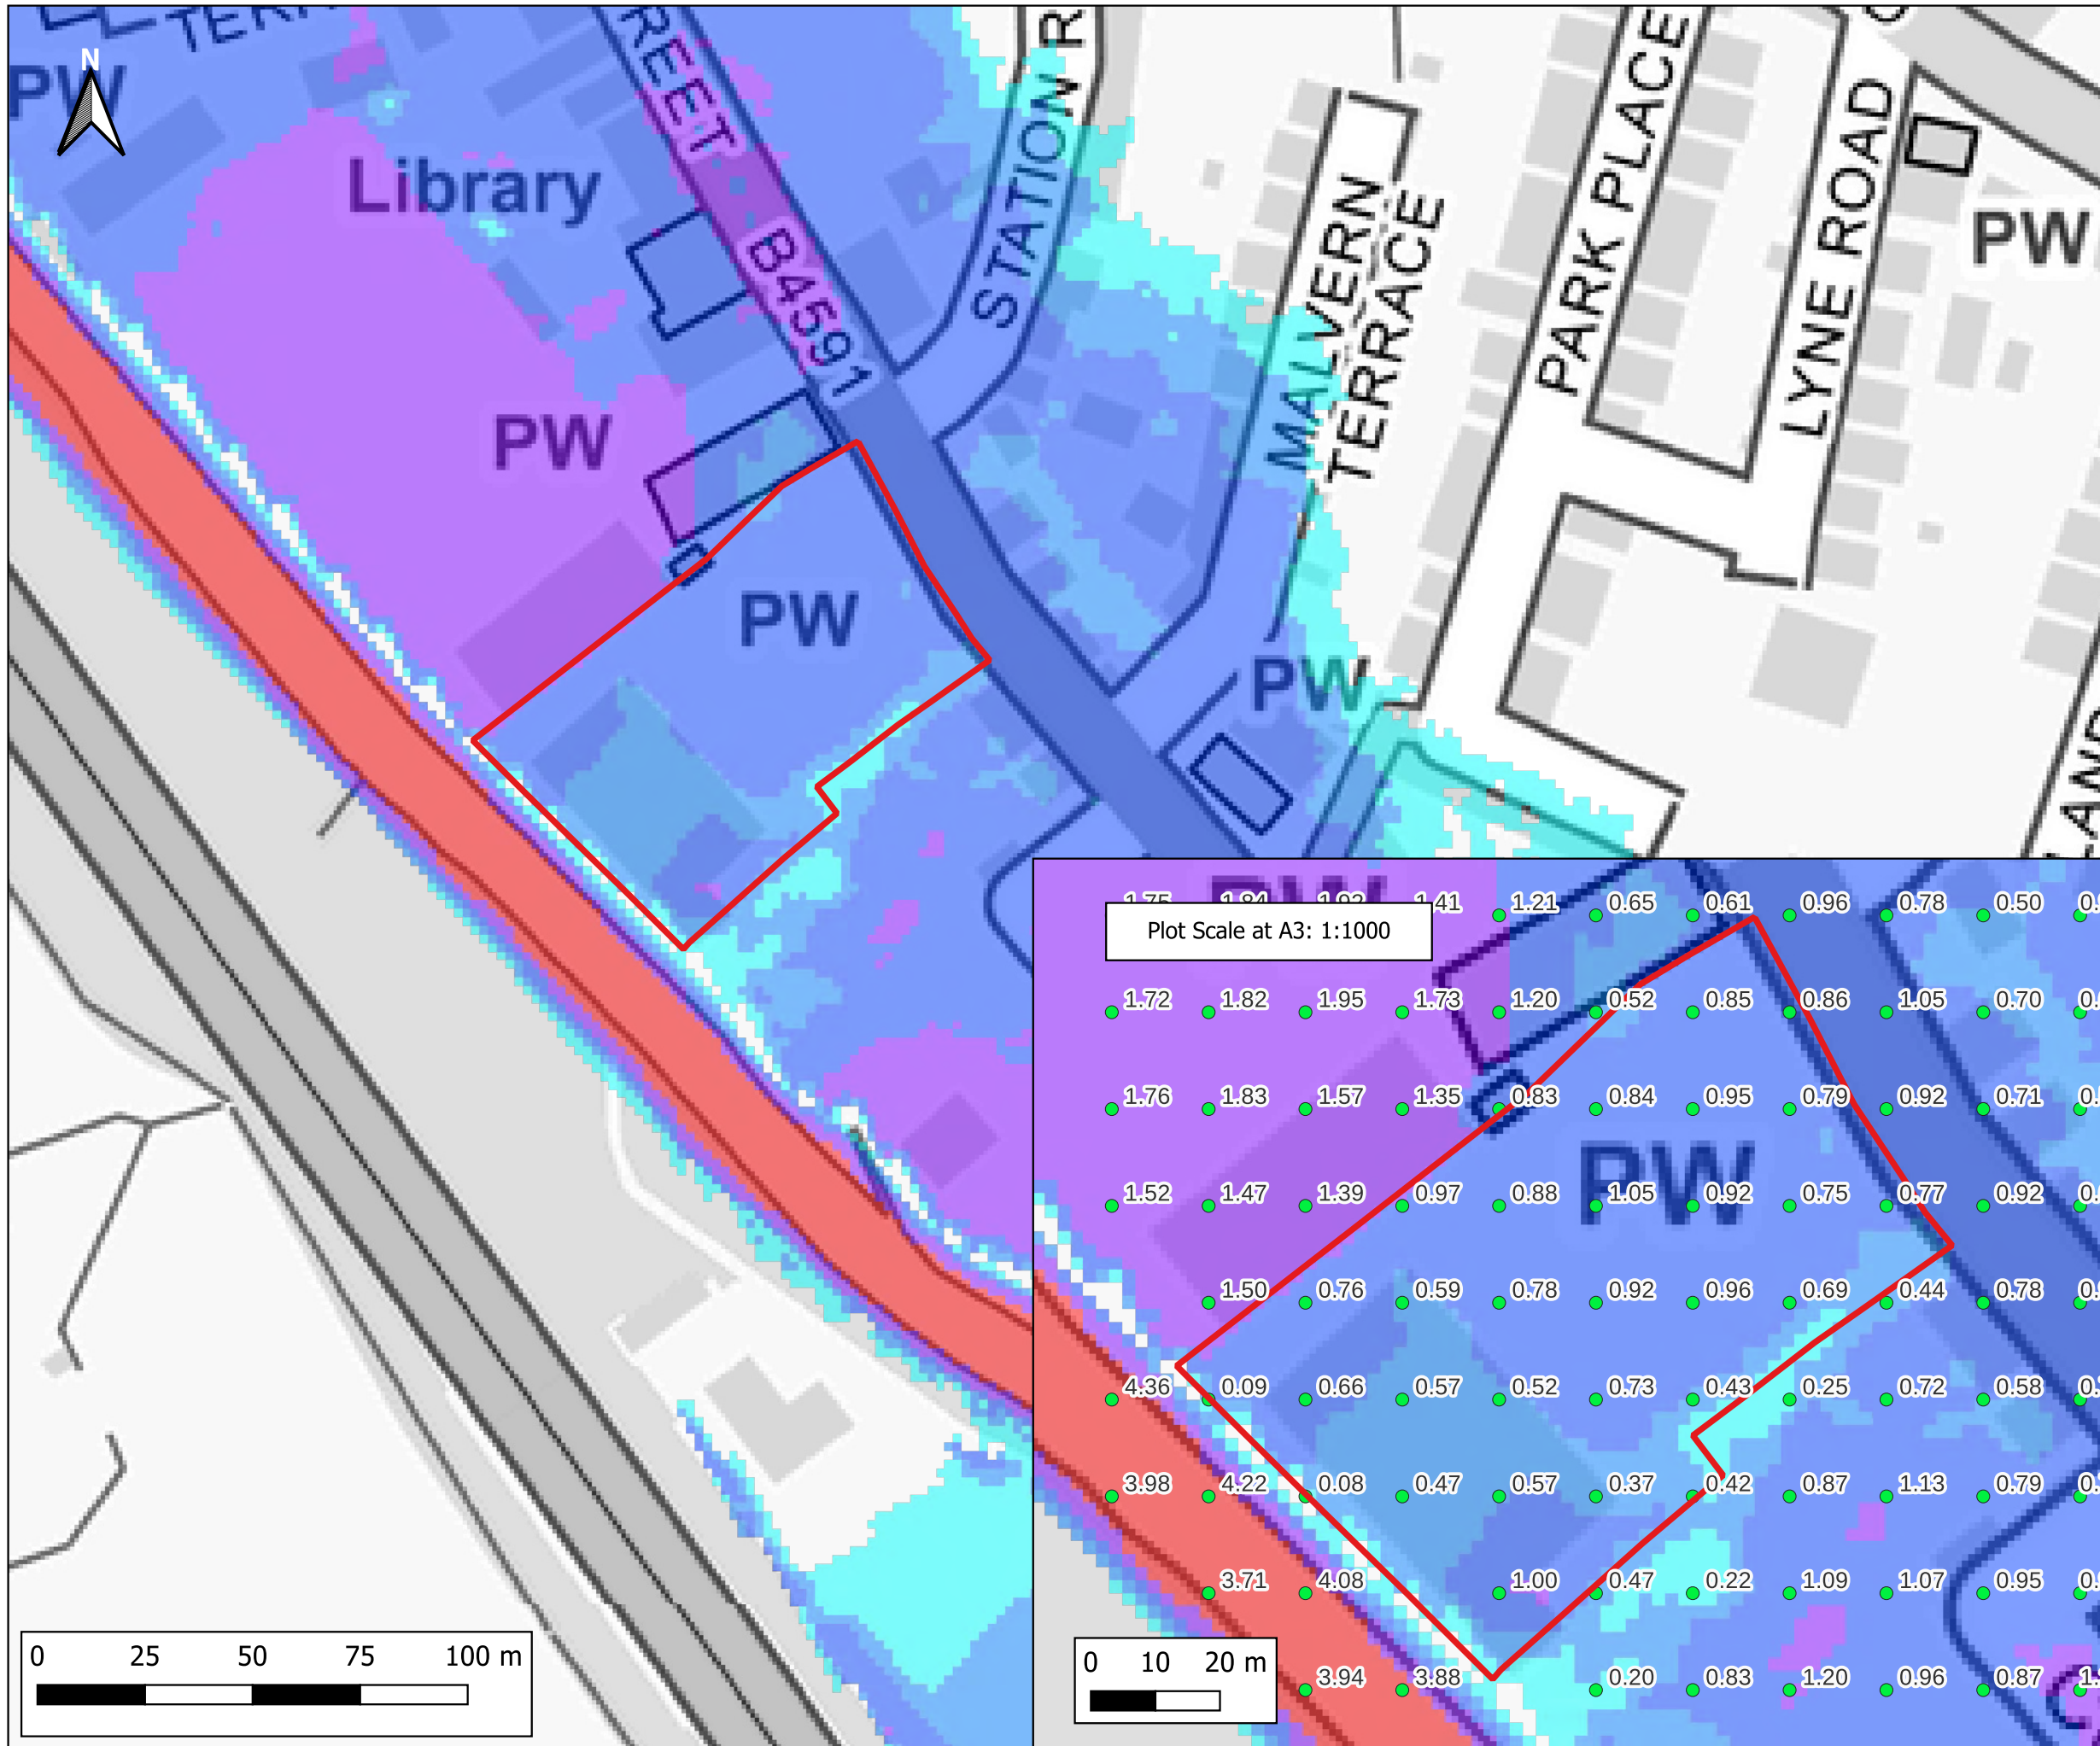 TERR
REET
STATION R
PARK PLACE
LYNE ROAD
N
PW
Library
B4591
MALVERN
TERRACE
PW
PW
PW
PW
PW
LAND
1.75 1.84 1.92 1.41 1.21 0.65 0.61 0.96 0.78 0.50
Plot Scale at A3: 1:1000
1.72 1.82 1.95 1.73 1.20 0.52 0.85 0.86 1.05 0.70
1.76 1.83 1.57 1.35 0.83 0.84 0.95 0.79 0.92 0.71
PW
1.52 1.47 1.39 0.97 0.88 1.05 0.92 0.75 0.77 0.92
1.50 0.76 0.59 0.78 0.92 0.96 0.69 0.44 0.78
4.36 0.09 0.66 0.57 0.52 0.73 0.43 0.25 0.72 0.58
3.98 4.22 0.08 0.47 0.57 0.37 0.42 0.87 1.13 0.79
3.71 4.08 1.00 0.47 0.22 1.09 1.07 0.95
3.94 3.88 0.20 0.83 1.20 0.96 0.87
0 25 50 75 100 m
0 10 20 m